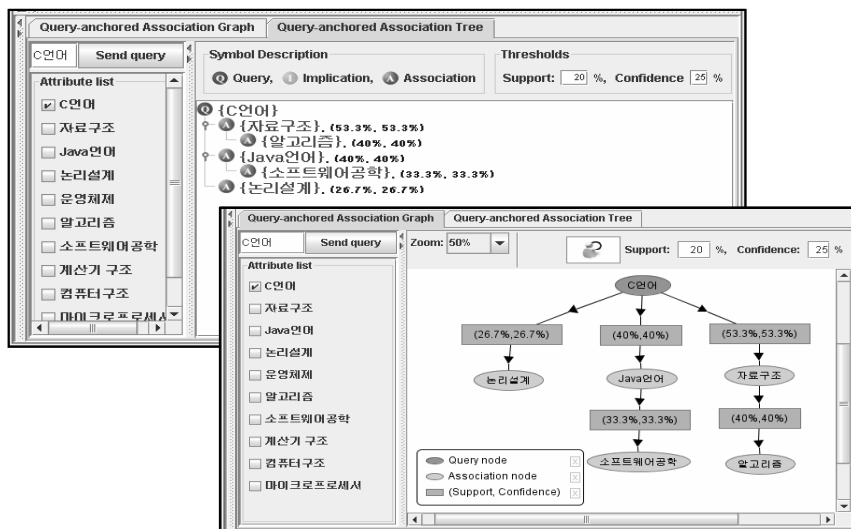 Query-anchored Association Graph Query-anchored Association Tree
C언어 Send query
Attribute list
C언어
자료구조
Java언어
논리설계
운영체제
알고리즘
소프트웨어공학
계산기 구조
컴퓨터구조
마이크로프로세서
Symbol Description
Q Query, I Implication, A Association
Thresholds
Support: 20 %, Confidence 25 %
Q {C언어}
A {자료구조}, (53.3%, 53.3%)
A {알고리즘}, (40%, 40%)
A {Java언어}, (40%, 40%)
A {소프트웨어공학}, (33.3%, 33.3%)
A {논리설계}, (26.7%, 26.7%)
Query-anchored Association Graph Query-anchored Association Tree
C언어 Send query
Zoom: 50% Support: 20 %, Confidence: 25 %
Attribute list
C언어
자료구조
Java언어
논리설계
운영체제
알고리즘
소프트웨어공학
계산기 구조
컴퓨터구조
마이크로프로세서
C언어
(26.7%,26.7%) (40%,40%) (53.3%,53.3%)
논리설계 Java언어 자료구조
(33.3%,33.3%) (40%,40%)
소프트웨어공학 알고리즘
Query node
Association node
(Support, Confidence)